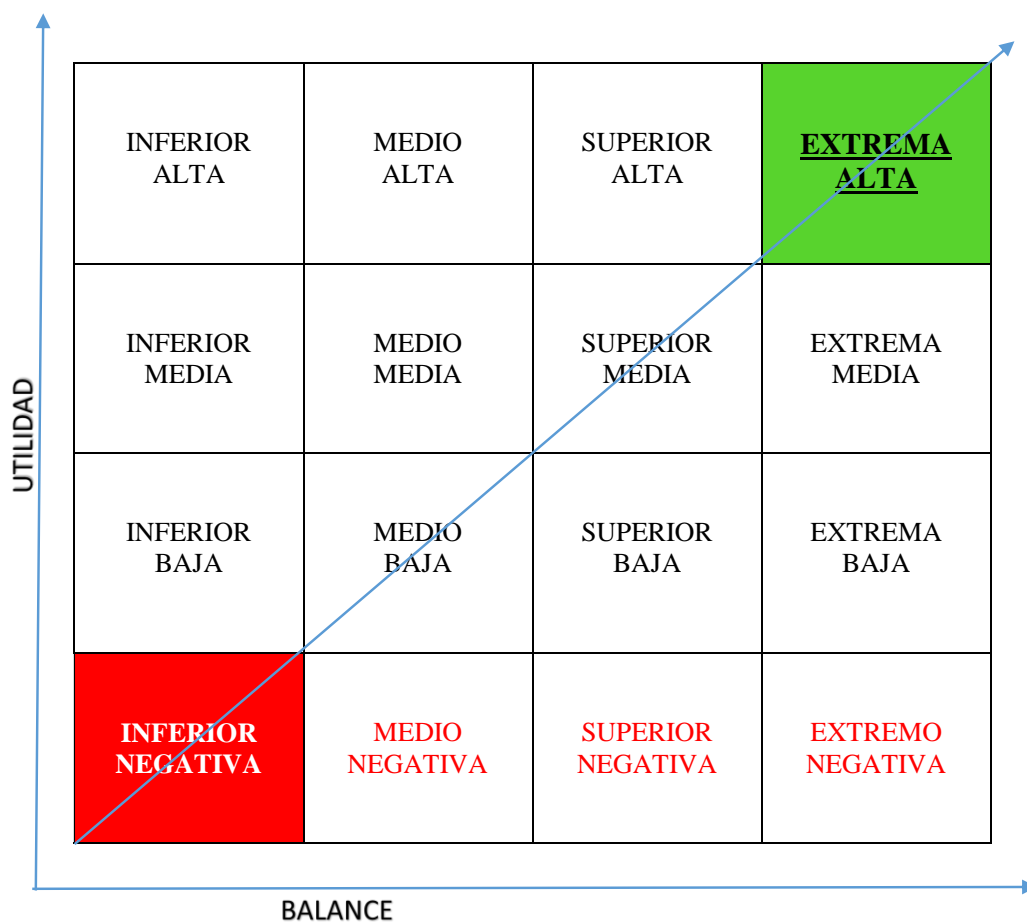 INFERIOR
ALTA
MEDIO
ALTA
SUPERIOR
ALTA
EXTREMA
ALTA
INFERIOR
MEDIA
MEDIO
MEDIA
SUPERIOR
MEDIA
EXTREMA
MEDIA
UTILIDAD
INFERIOR
BAJA
MEDIO
BAJA
SUPERIOR
BAJA
EXTREMA
BAJA
INFERIOR
NEGATIVA
MEDIO
NEGATIVA
SUPERIOR
NEGATIVA
EXTREMO
NEGATIVA
BALANCE